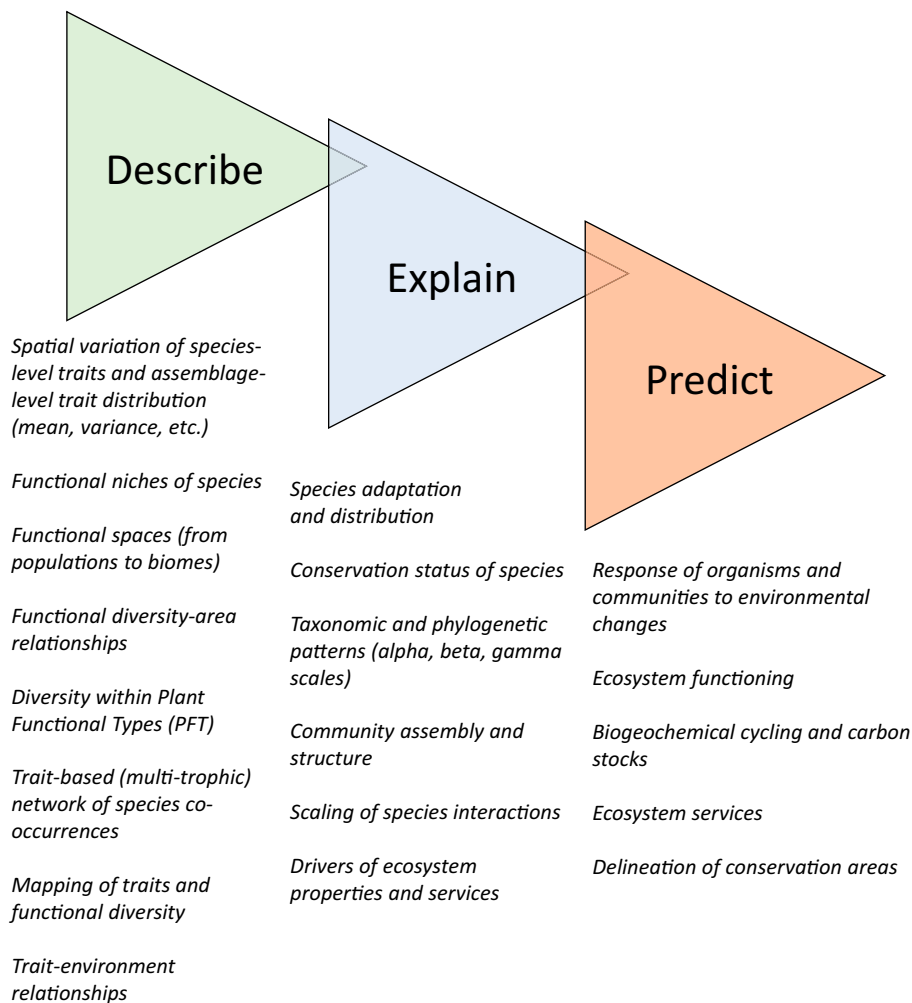 Describe
Explain
Predict
Spatial variation of species-
level traits and assemblage-
level trait distribution
(mean, variance, etc.)
Functional niches of species
Functional spaces (from
populations to biomes)
Functional diversity-area
relationships
Diversity within Plant
Functional Types (PFT)
Trait-based (multi-trophic)
network of species co-
occurrences
Mapping of traits and
functional diversity
Trait-environment
relationships
Species adaptation
and distribution
Conservation status of species
Taxonomic and phylogenetic
patterns (alpha, beta, gamma
scales)
Community assembly and
structure
Scaling of species interactions
Drivers of ecosystem
properties and services
Response of organisms and
communities to environmental
changes
Ecosystem functioning
Biogeochemical cycling and carbon
stocks
Ecosystem services
Delineation of conservation areas